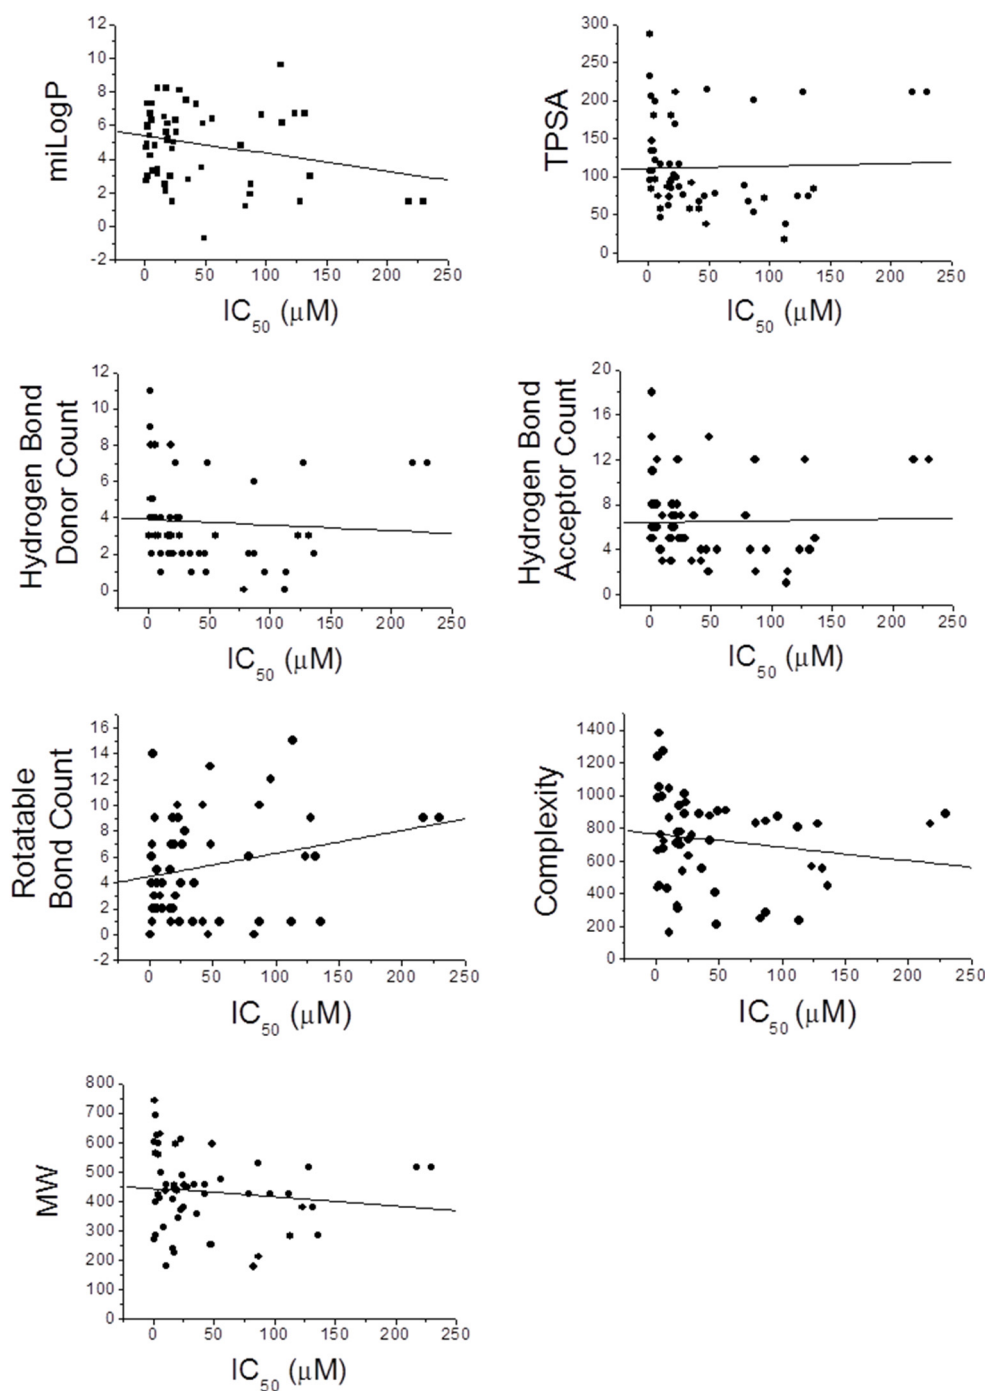 miLogP
12
10
8
6
4
2
0
-2
0 50 100 150 200 250
IC50 (μM)
TPSA
300
250
200
150
100
50
0
0 50 100 150 200 250
IC50 (μM)
Hydrogen Bond
Donor Count
12
10
8
6
4
2
0
0 50 100 150 200 250
IC50 (μM)
Hydrogen Bond
Acceptor Count
20
16
12
8
4
0
0 50 100 150 200 250
IC50 (μM)
Rotatable
Bond Count
16
14
12
10
8
6
4
2
0
-2
0 50 100 150 200 250
IC50 (μM)
Complexity
1400
1200
1000
800
600
400
200
0
0 50 100 150 200 250
IC50 (μM)
MW
800
700
600
500
400
300
200
100
0
0 50 100 150 200 250
IC50 (μM)